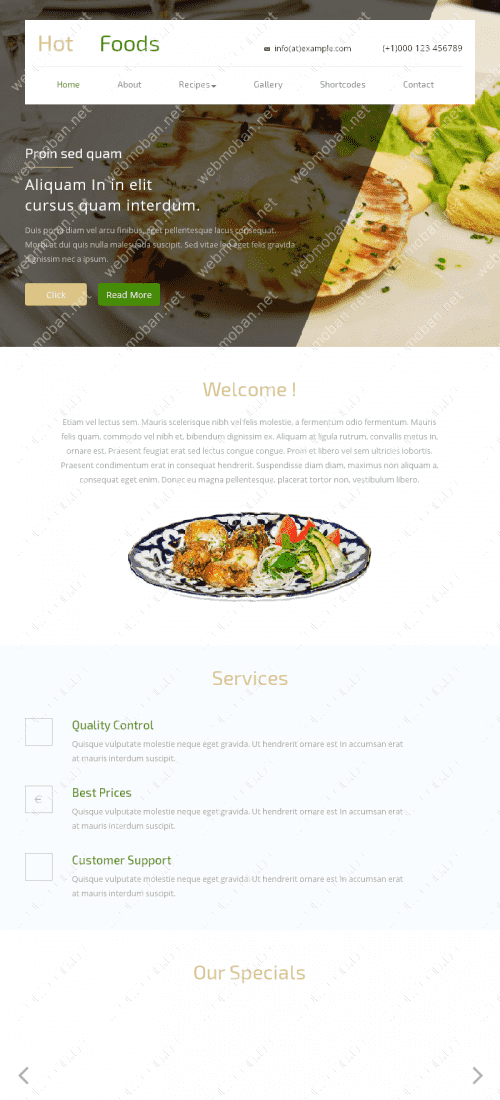 Hot Foods
info(at)example.com (+1)000 123 456789
Home About Recipes Gallery Shortcodes Contact
Proin sed quam
Aliquam In in elit
cursus quam interdum.
Duis porta diam vel arcu finibus, eget pellentesque lacus consequat.
Morbi at dui quis nulla malesuada suscipit. Sed vitae leo eget felis gravida
dignissim nec a ipsum.
Click Read More
Welcome !
Etiam vel lectus sem. Mauris scelerisque nibh vel felis molestie, a fermentum odio fermentum. Mauris
felis quam, commodo vel nibh et, bibendum dignissim ex. Aliquam at ligula rutrum, convallis metus in,
ornare est. Praesent feugiat erat sed lectus congue congue. Proin et libero vel sem ultricies lobortis.
Praesent condimentum erat in consequat hendrerit. Suspendisse diam diam, maximus non aliquam a,
consequat eget enim. Donec eu magna pellentesque, placerat tortor non, vestibulum libero.
Services
Quality Control
Quisque vulputate molestie neque eget gravida. Ut hendrerit ornare est in accumsan erat
at mauris interdum suscipit.
€
Best Prices
Quisque vulputate molestie neque eget gravida. Ut hendrerit ornare est in accumsan erat
at mauris interdum suscipit.
Customer Support
Quisque vulputate molestie neque eget gravida. Ut hendrerit ornare est in accumsan erat
at mauris interdum suscipit.
Our Specials
webmoban.net